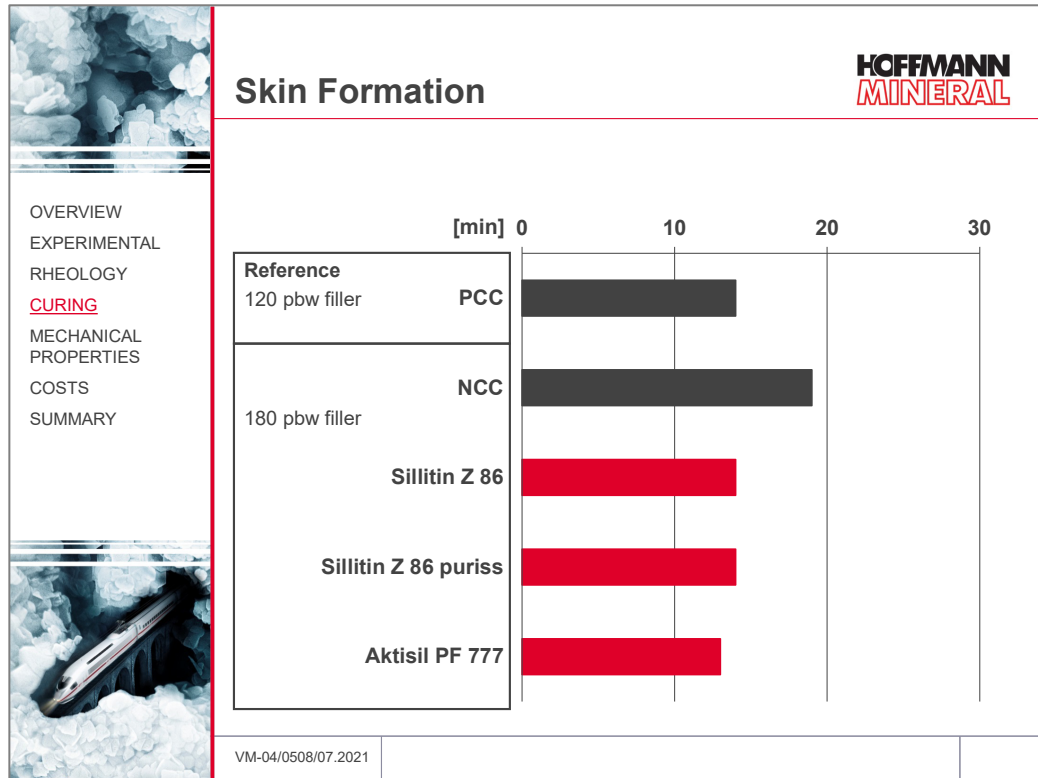 Skin Formation
HOFFMANN
MINERAL
OVERVIEW
EXPERIMENTAL
RHEOLOGY
CURING
MECHANICAL
PROPERTIES
COSTS
SUMMARY
[min] 0 10 20 30
Reference
120 pbw filler PCC
NCC
180 pbw filler
Sillitin Z 86
Sillitin Z 86 puriss
Aktisil PF 777
VM-04/0508/07.2021